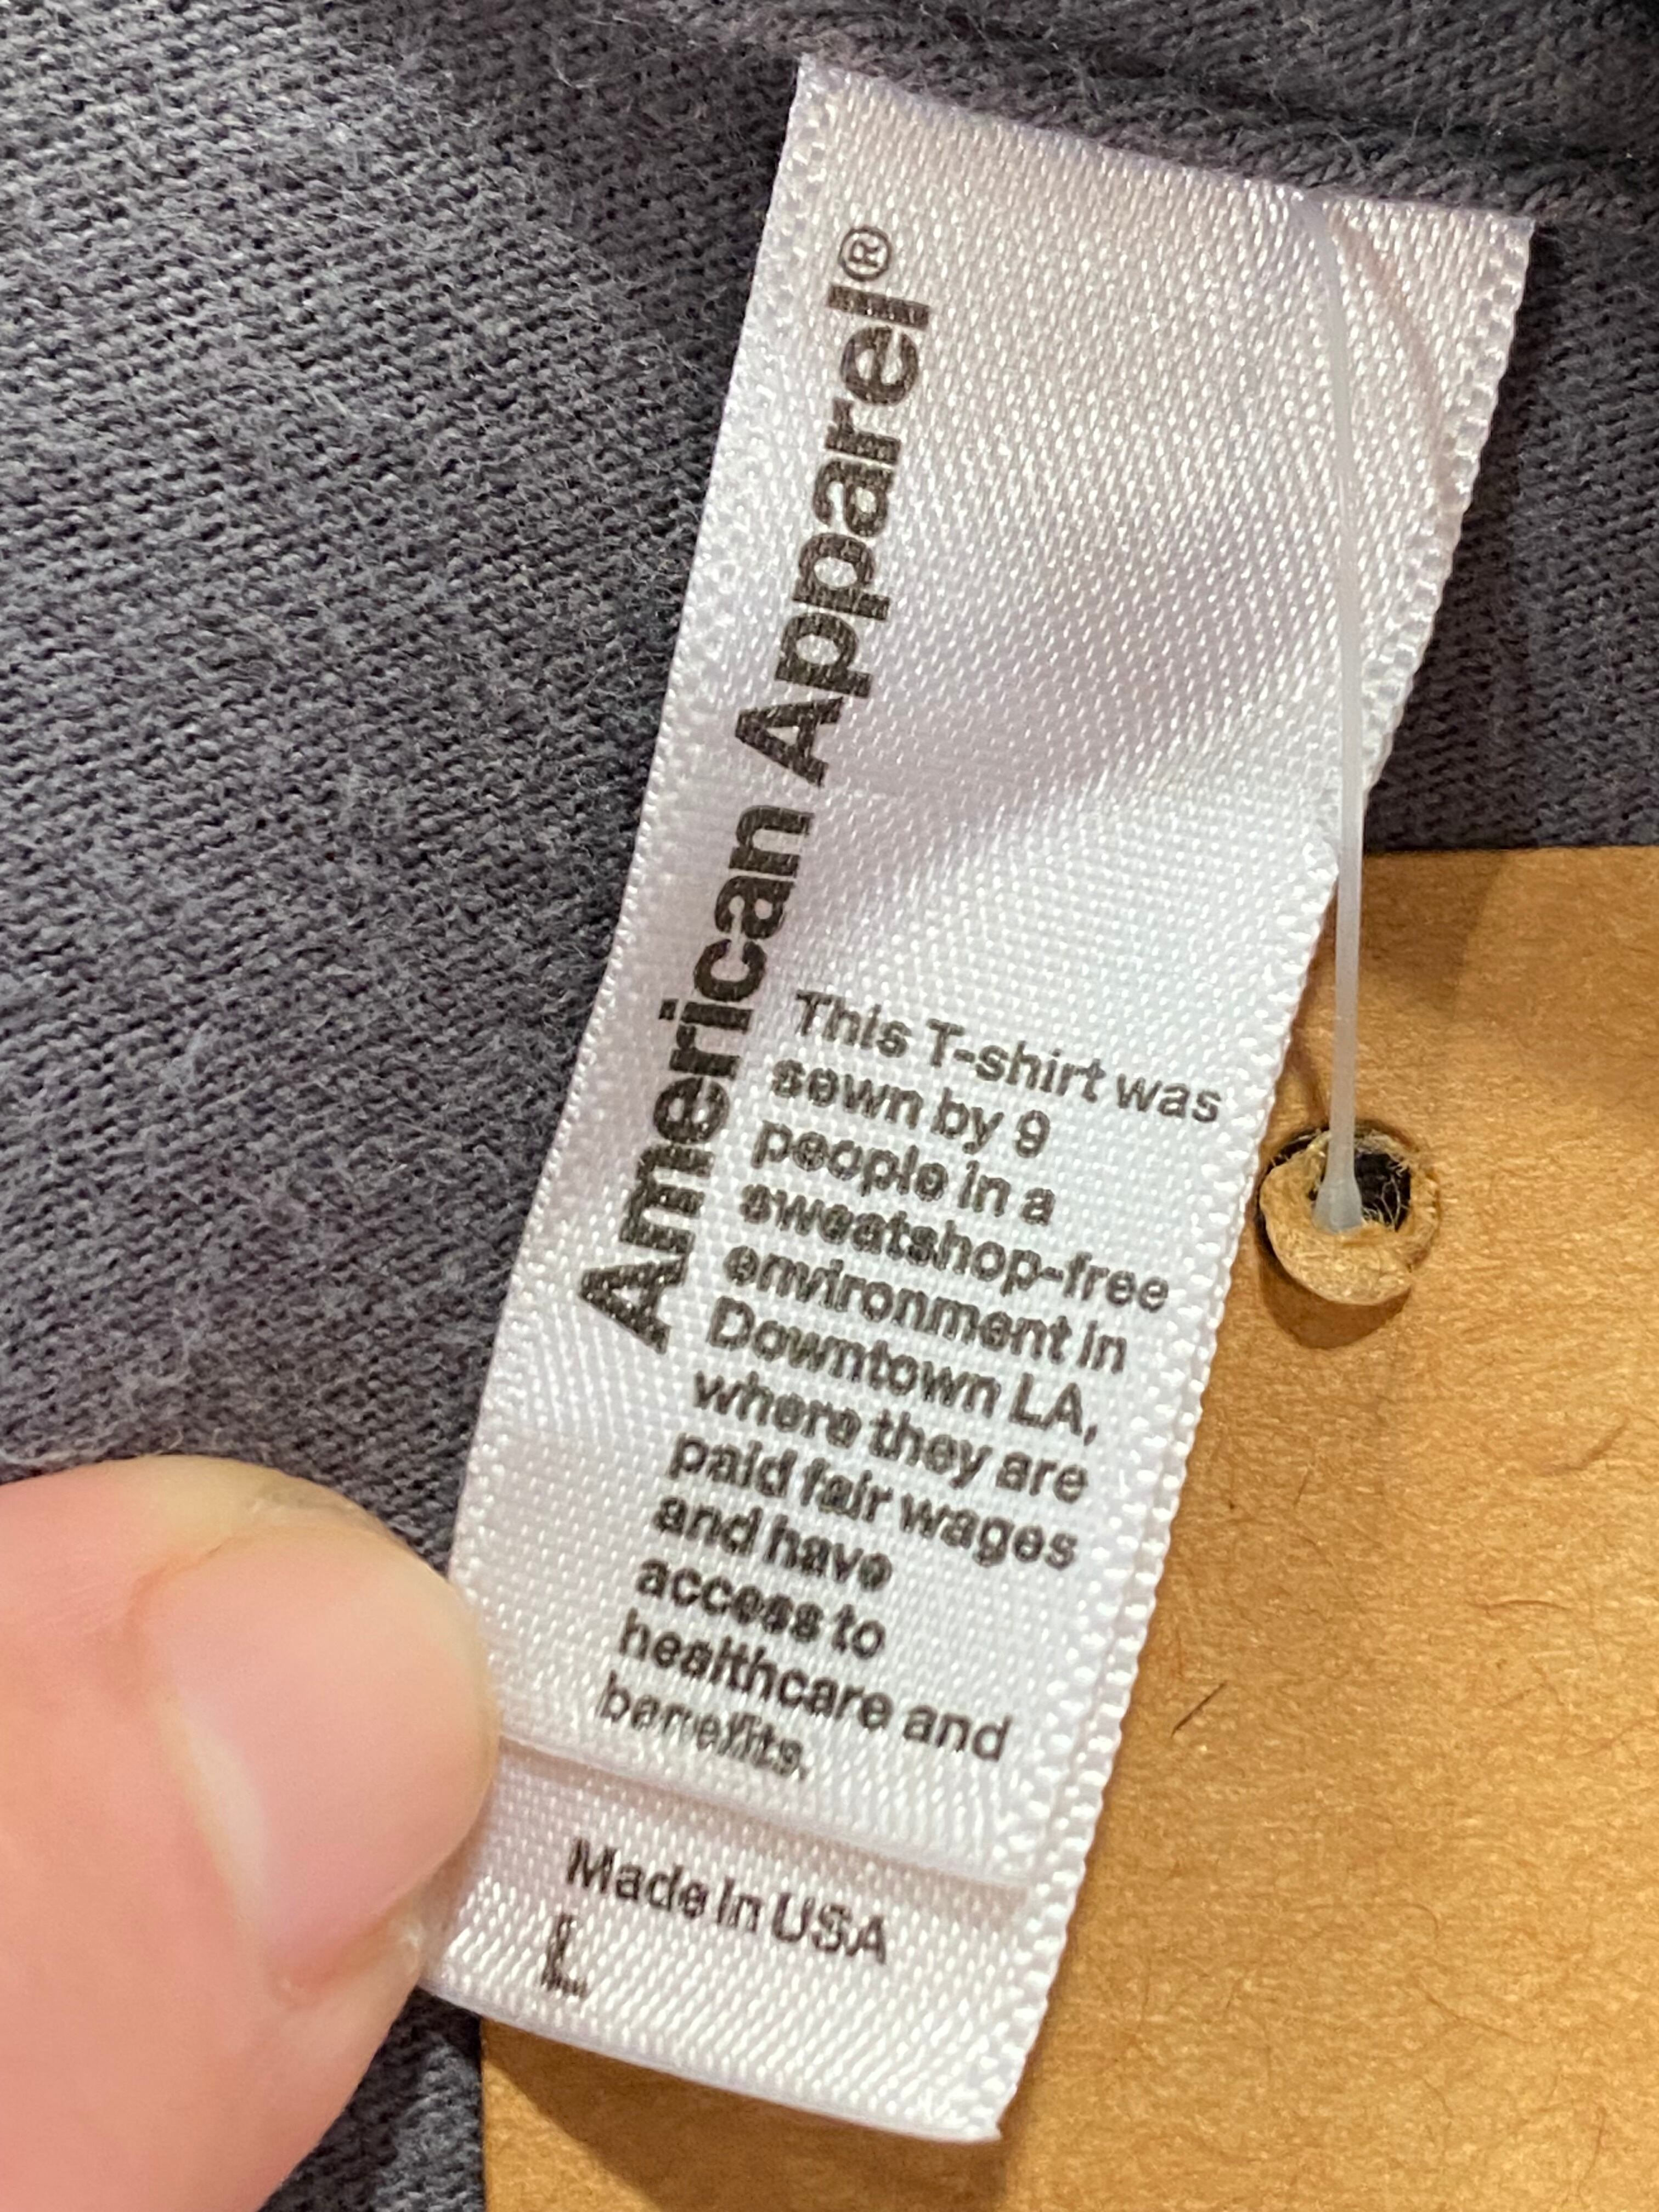 American Apparel®
This T-shirt was
sewn by 9
people in a
sweatshop-free
environment in
Downtown LA,
where they are
paid fair wages
and have
access to
healthcare and
benefits.
Made in USA
L